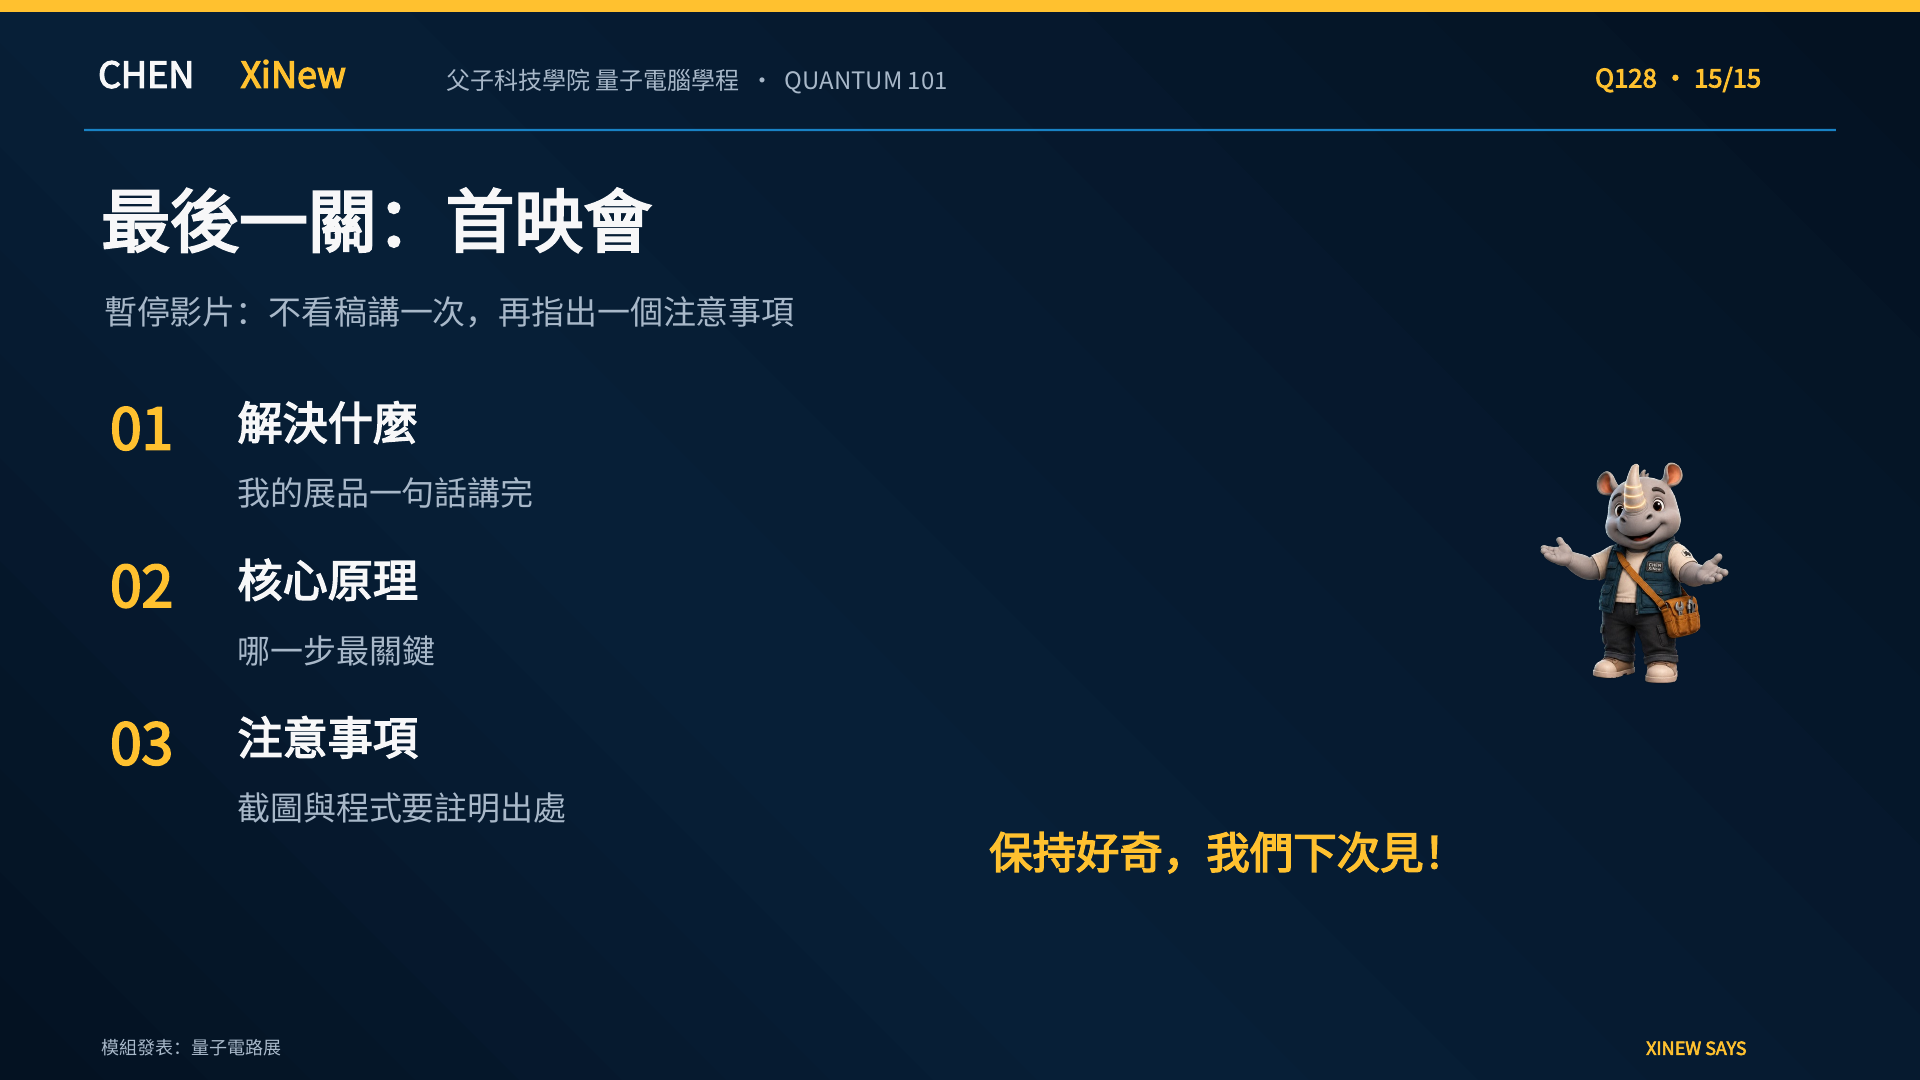 CHEN XiNew 父子科技學院 量子電腦學程 · QUANTUM 101 Q128 · 15/15
最後一關：首映會
暫停影片：不看稿講一次，再指出一個注意事項
01 解決什麼
我的展品一句話講完
02 核心原理
哪一步最關鍵
03 注意事項
截圖與程式要註明出處
保持好奇，我們下次見！
模組發表：量子電路展 XINEW SAYS